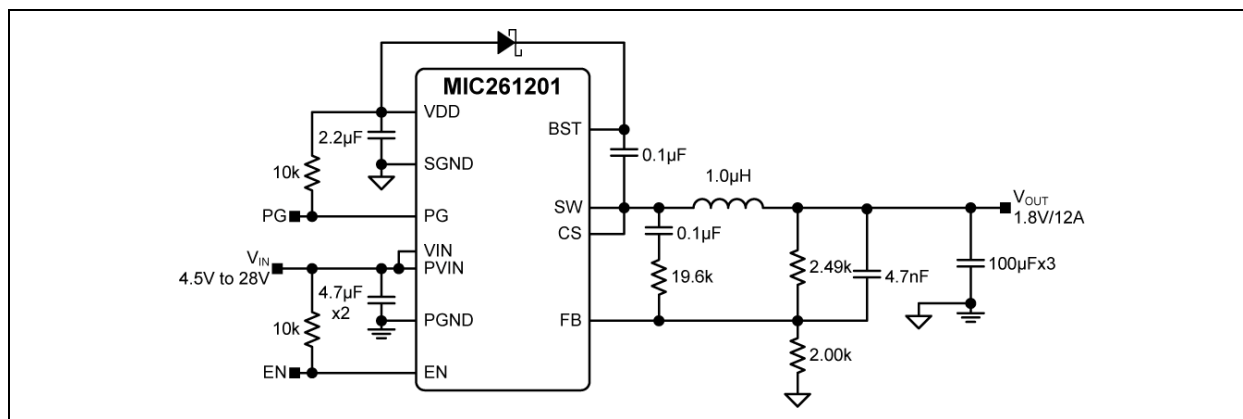 MIC261201
VDD
BST
2.2µF
0.1µF
SGND
10k
1.0µH
SW
VOUT
PG
PG
1.8V/12A
CS
VIN
VIN
0.1µF
PVIN
4.5V to 28V
2.49k
100µFx3
19.6k
4.7nF
4.7µF
x2
PGND
FB
10k
2.00k
EN
EN